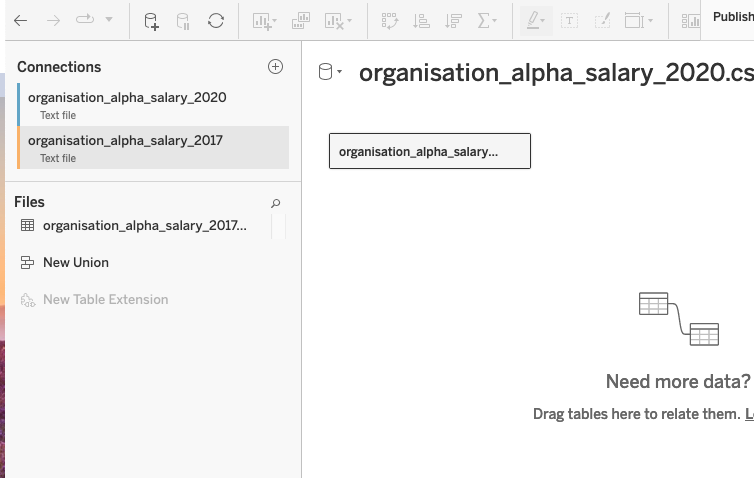 Publish
Connections
organisation_alpha_salary_2020
Text file
organisation_alpha_salary_2017
Text file
Files
organisation_alpha_salary_2017...
New Union
New Table Extension
organisation_alpha_salary_2020.cs
organisation_alpha_salary...
Need more data?
Drag tables here to relate them. L